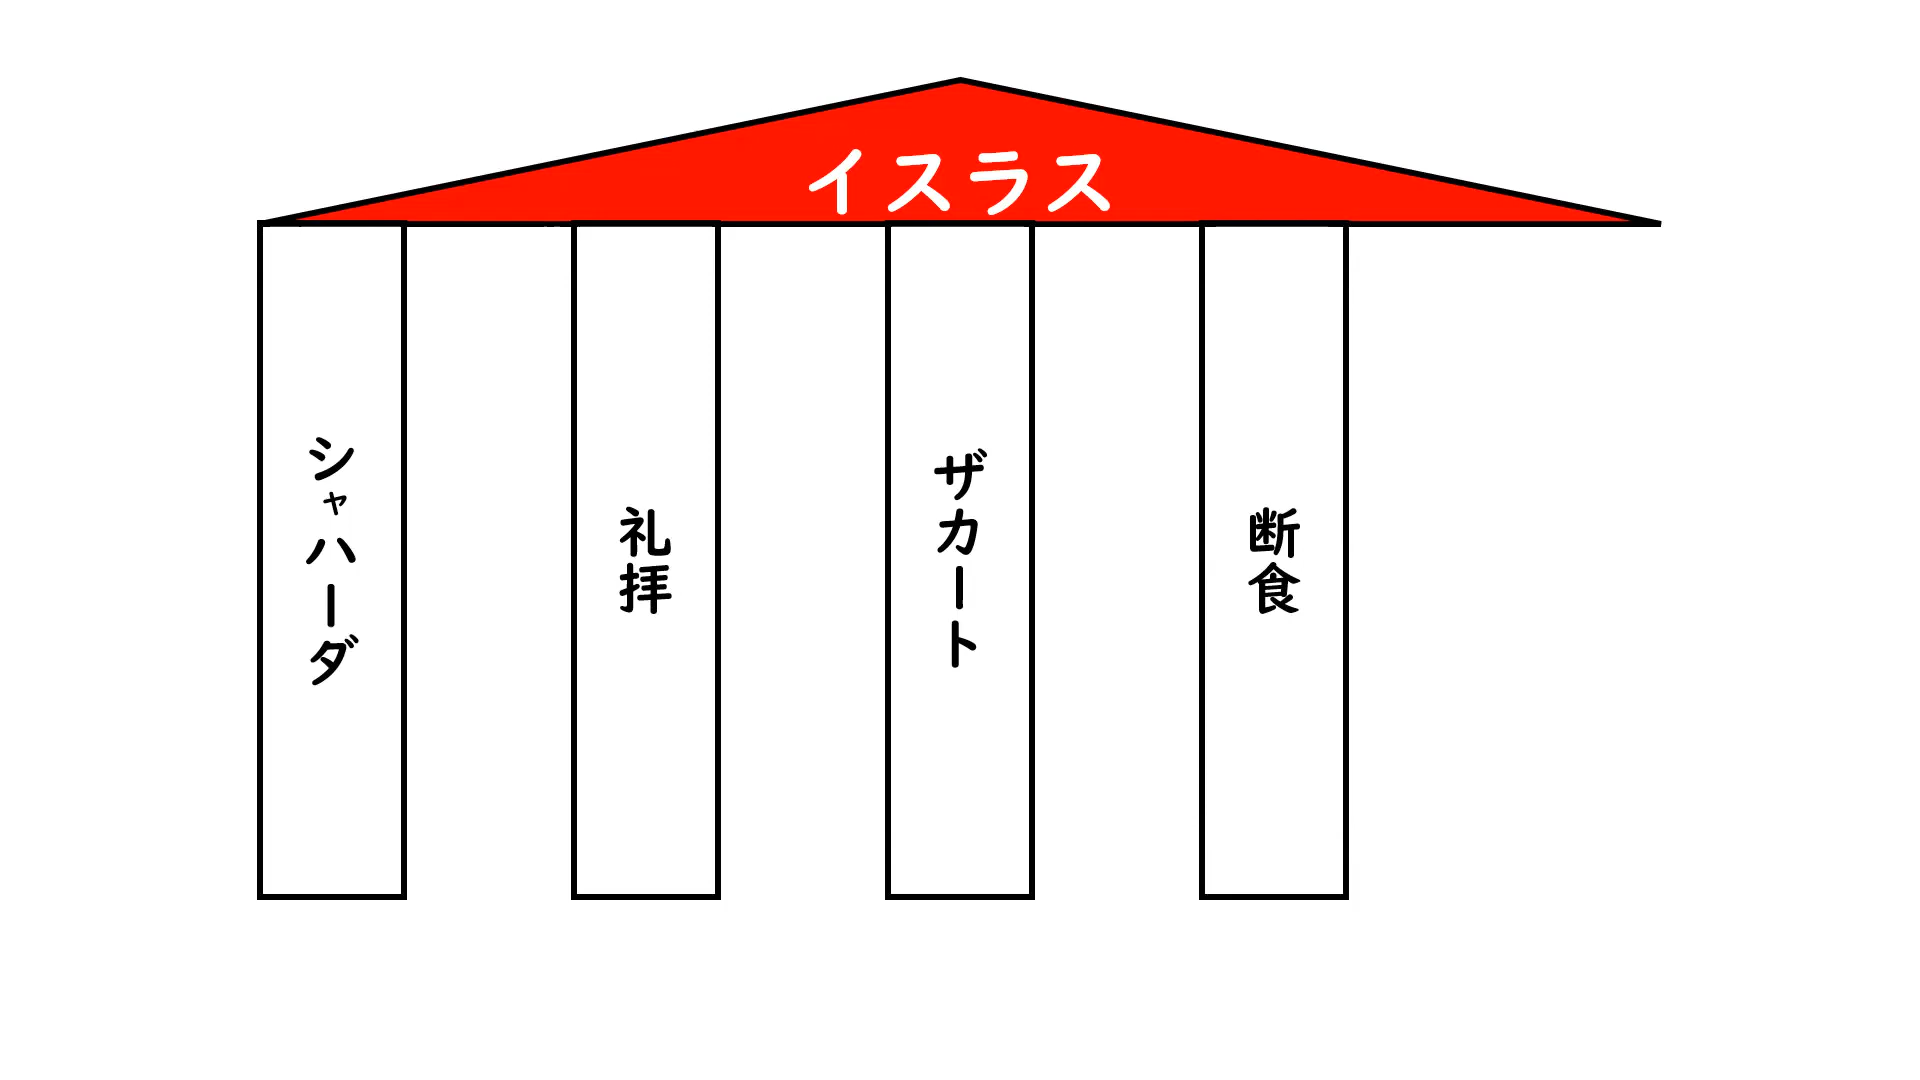 イスラス
シャハーダ
礼拝
ザカート
断食